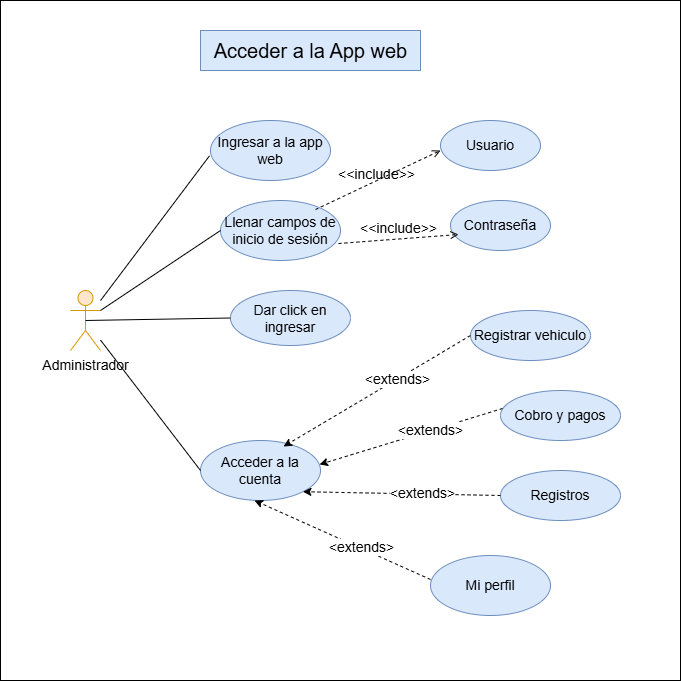 Acceder a la App web
Ingresar a la app
web
Usuario
<<include>>
Llenar campos de
inicio de sesión
<<include>>
Contraseña
Dar click en
ingresar
Administrador
Registrar vehiculo
<extends>
Cobro y pagos
<extends>
Acceder a la
cuenta
<extends>
Registros
<extends>
Mi perfil